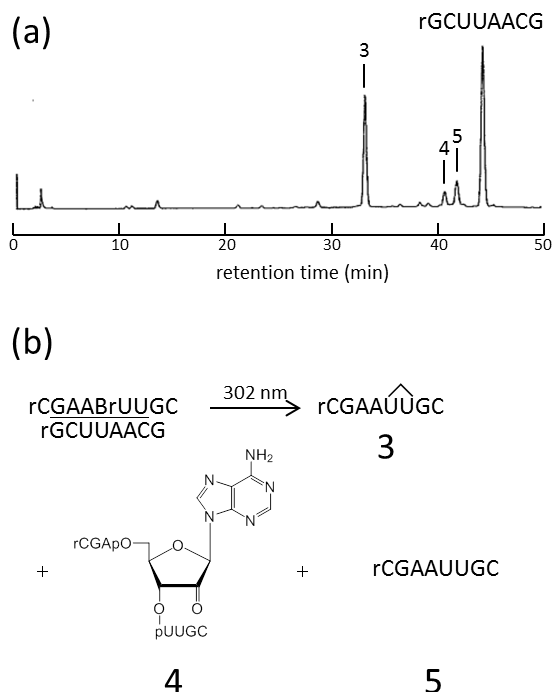 (a)
rGCUUAACG
3
4
5
0 10 20 30 40 50
retention time (min)
(b)
rCGAABrUUGC
rGCUUAACG
302 nm
rCGAAUUGC
3
NH2
N
N
N
N
rCGApO
O
O
O
pUUGC
+
+
rCGAAUUGC
4
5